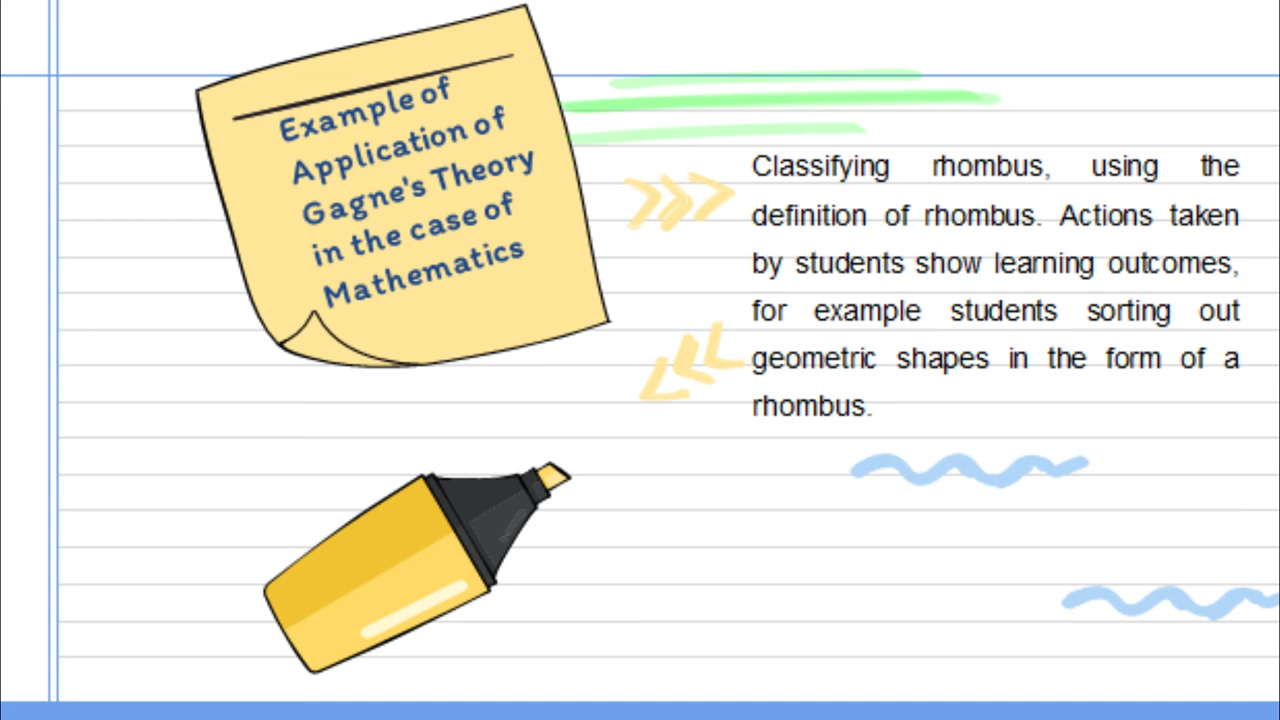 Example of
Application of
Gagne's Theory
in the case of
Mathematics
Classifying rhombus, using the
definition of rhombus. Actions taken
by students show learning outcomes,
for example students sorting out
geometric shapes in the form of a
rhombus.